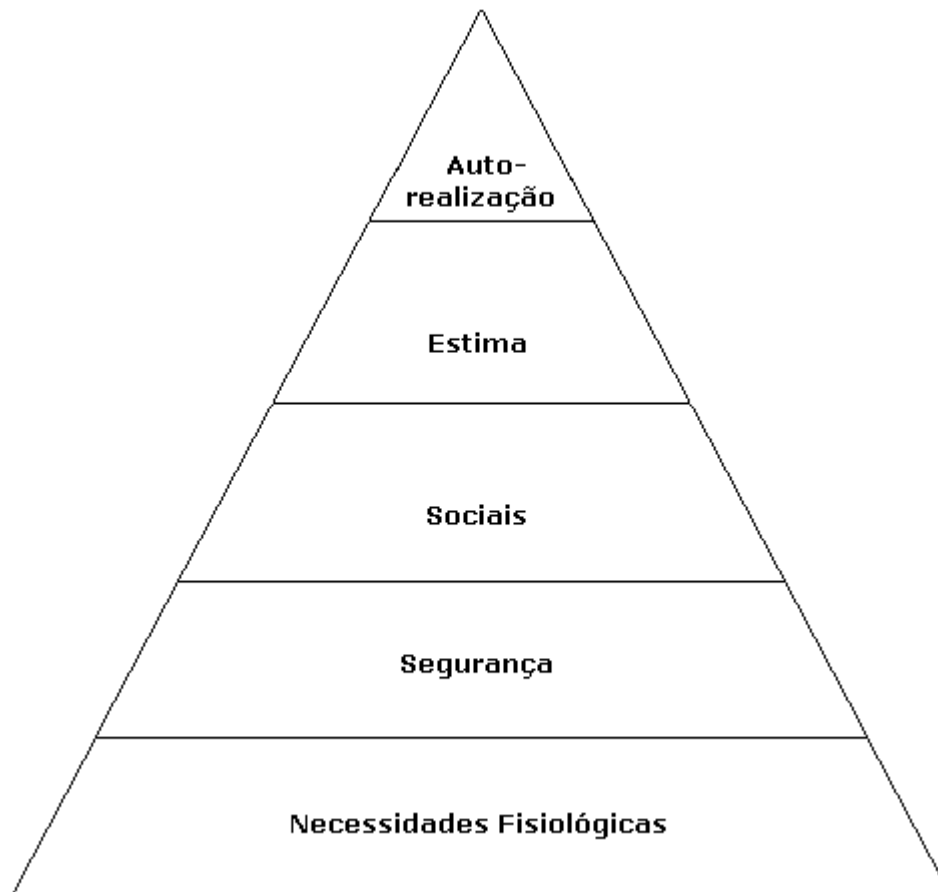 Auto-
realização
Estima
Sociais
Segurança
Necessidades Fisiológicas